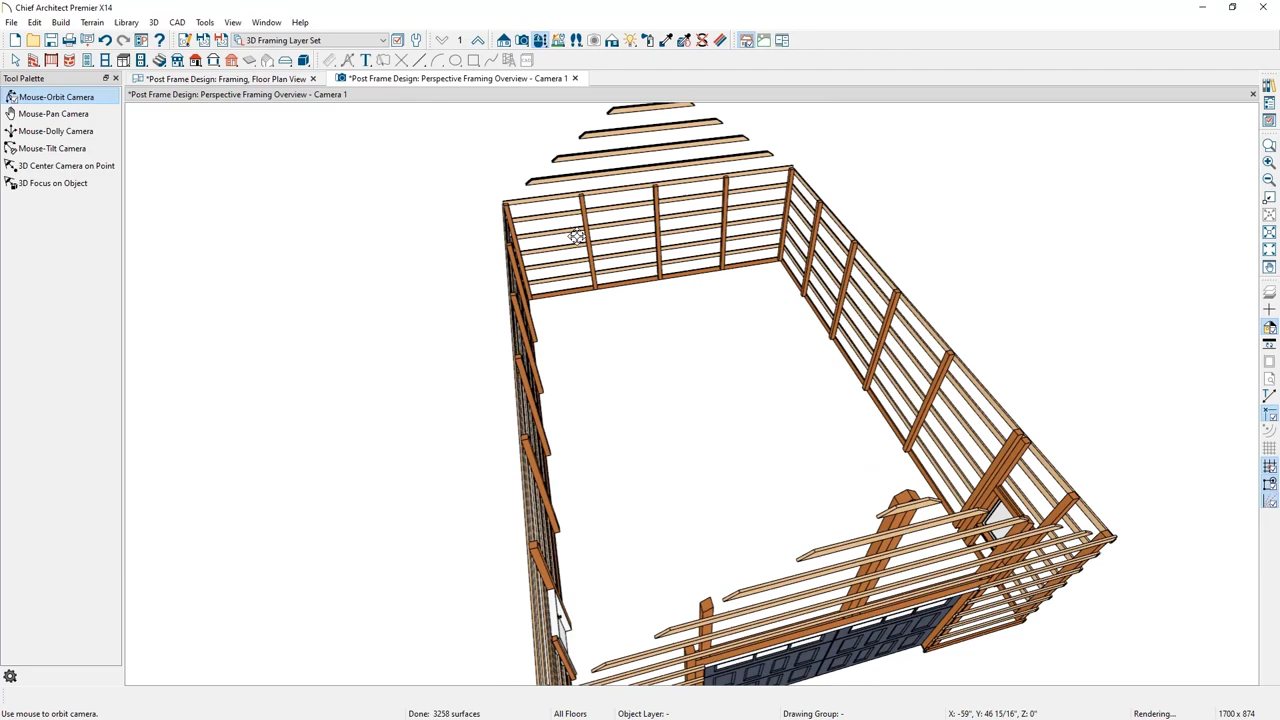 Chief Architect Premier X14
File Edit Build Terrain Library 3D CAD Tools View Window Help
3D Framing Layer Set 1
Tool Palette
*Post Frame Design: Framing, Floor Plan View
*Post Frame Design: Perspective Framing Overview - Camera 1
*Post Frame Design: Perspective Framing Overview - Camera 1
Mouse-Orbit Camera
Mouse-Pan Camera
Mouse-Dolly Camera
Mouse-Tilt Camera
3D Center Camera on Point
3D Focus on Object
Use mouse to orbit camera. Done: 3258 surfaces All Floors Object Layer: - Drawing Group: - X: -59", Y: 46 15/16", Z: 0" Rendering... 1700 x 874